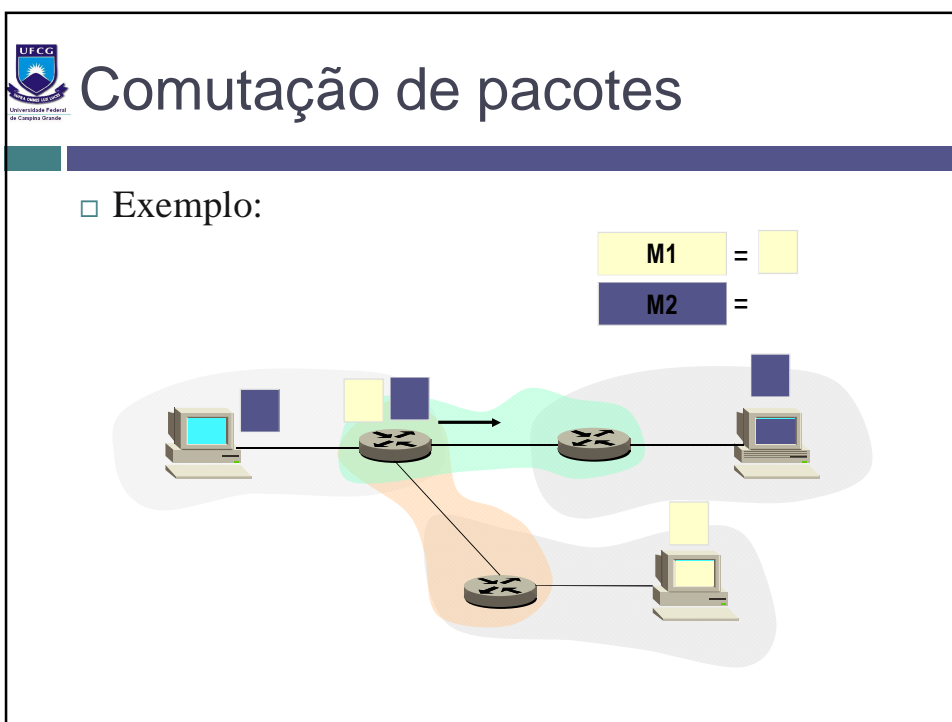 UFCG
Universidade Federal
de Campina Grande
Comutação de pacotes
Exemplo:
M1 =
M2 =